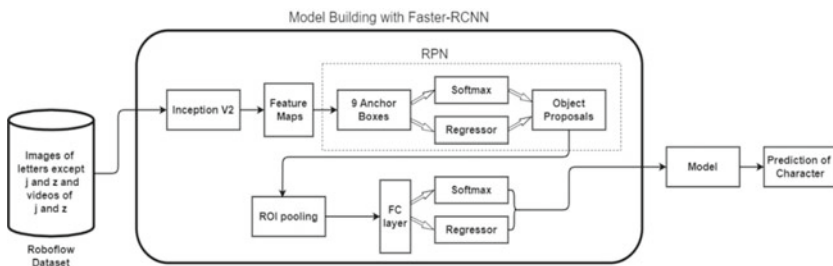 Model Building with Faster-RCNN
RPN
Inception V2
Feature
Maps
9 Anchor
Boxes
Softmax
Regressor
Object
Proposals
Images of
letters except
j and z and
videos of
j and z
Roboflow
Dataset
ROI pooling
FC
layer
Softmax
Regressor
Model
Prediction of
Character